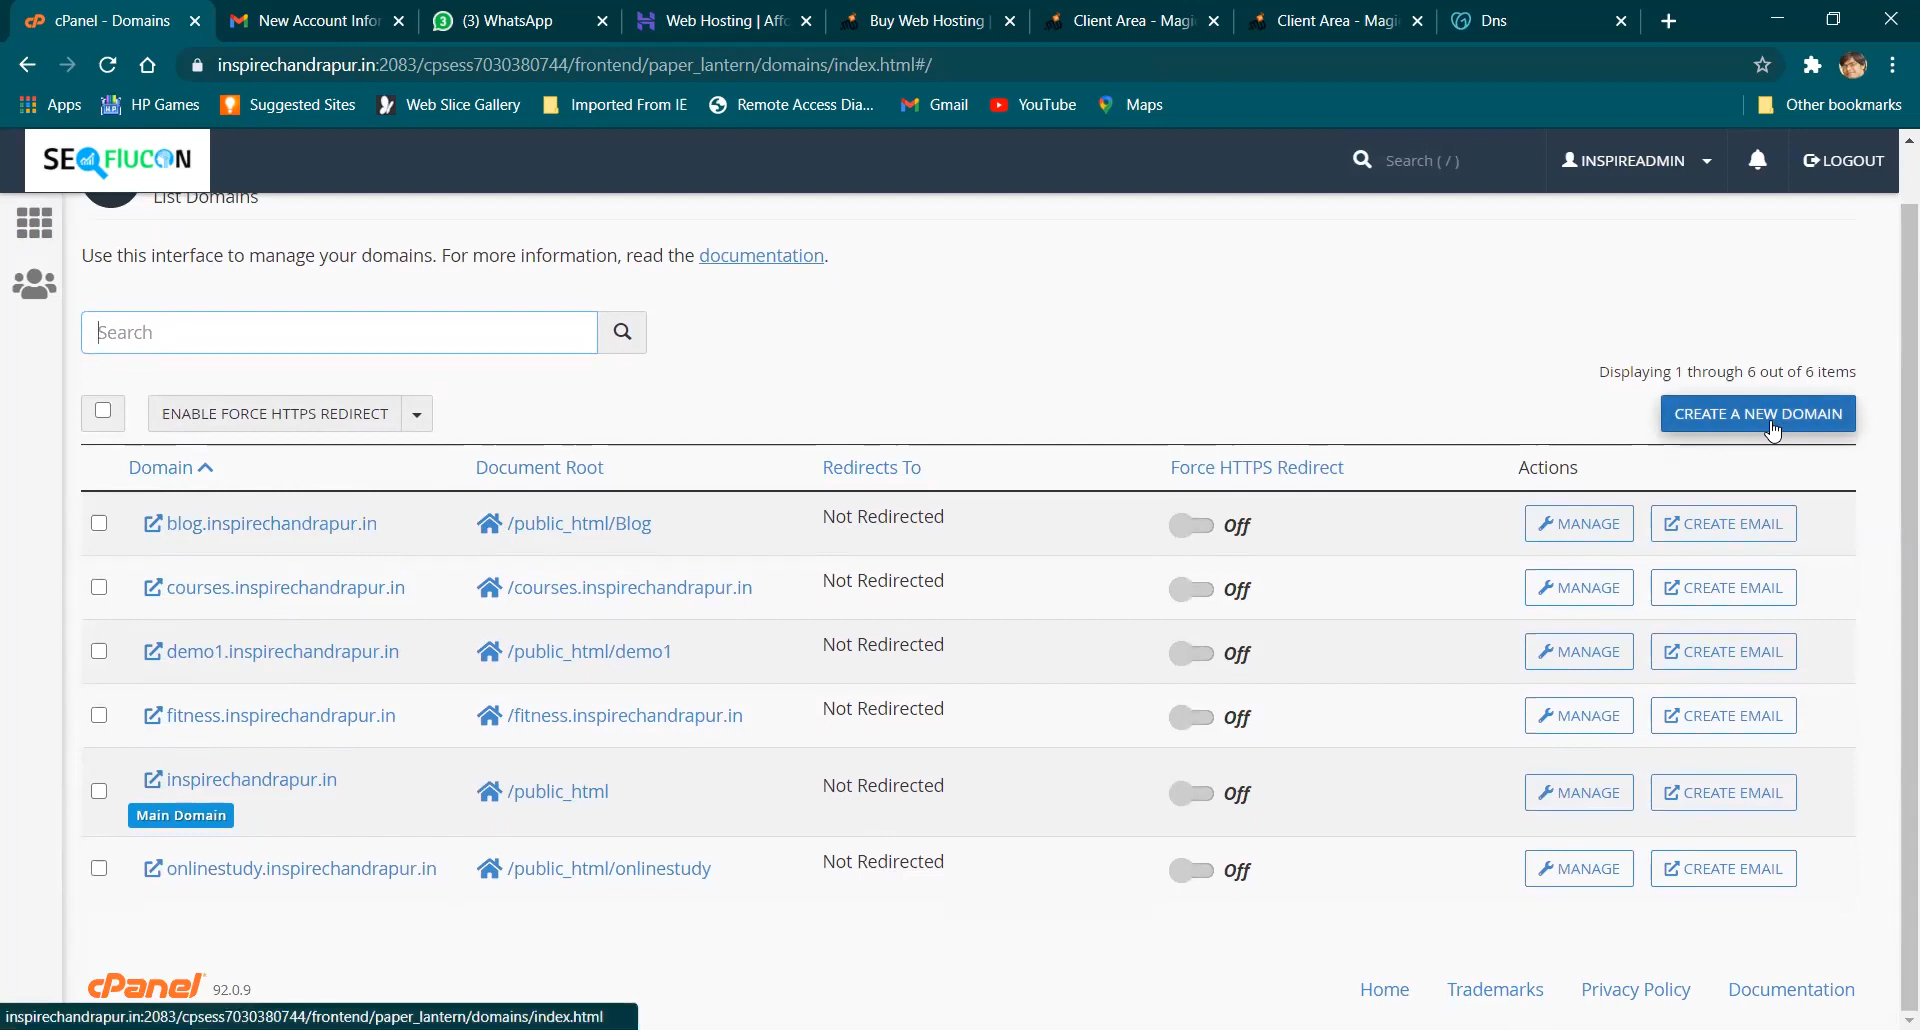 cPanel - Domains
New Account Infor
(3) WhatsApp
Web Hosting | Affo
Buy Web Hosting |
Client Area - Magi
Client Area - Magi
Dns
inspirechandrapur.in:2083/cpsess7030380744/frontend/paper_lantern/domains/index.html#/
Apps
HP Games
Suggested Sites
Web Slice Gallery
Imported From IE
Remote Access Dia...
Gmail
YouTube
Maps
Other bookmarks
SEOFIUCON
Search ( / )
INSPIREADMIN
LOGOUT
List Domains
Use this interface to manage your domains. For more information, read the documentation.
Search
Displaying 1 through 6 out of 6 items
ENABLE FORCE HTTPS REDIRECT
CREATE A NEW DOMAIN
Domain Document Root Redirects To Force HTTPS Redirect Actions
blog.inspirechandrapur.in /public_html/Blog Not Redirected Off MANAGE CREATE EMAIL
courses.inspirechandrapur.in /courses.inspirechandrapur.in Not Redirected Off MANAGE CREATE EMAIL
demo1.inspirechandrapur.in /public_html/demo1 Not Redirected Off MANAGE CREATE EMAIL
fitness.inspirechandrapur.in /fitness.inspirechandrapur.in Not Redirected Off MANAGE CREATE EMAIL
inspirechandrapur.in /public_html Not Redirected Off MANAGE CREATE EMAIL
Main Domain
onlinestudy.inspirechandrapur.in /public_html/onlinestudy Not Redirected Off MANAGE CREATE EMAIL
cPanel 92.0.9
Home Trademarks Privacy Policy Documentation
inspirechandrapur.in:2083/cpsess7030380744/frontend/paper_lantern/domains/index.html